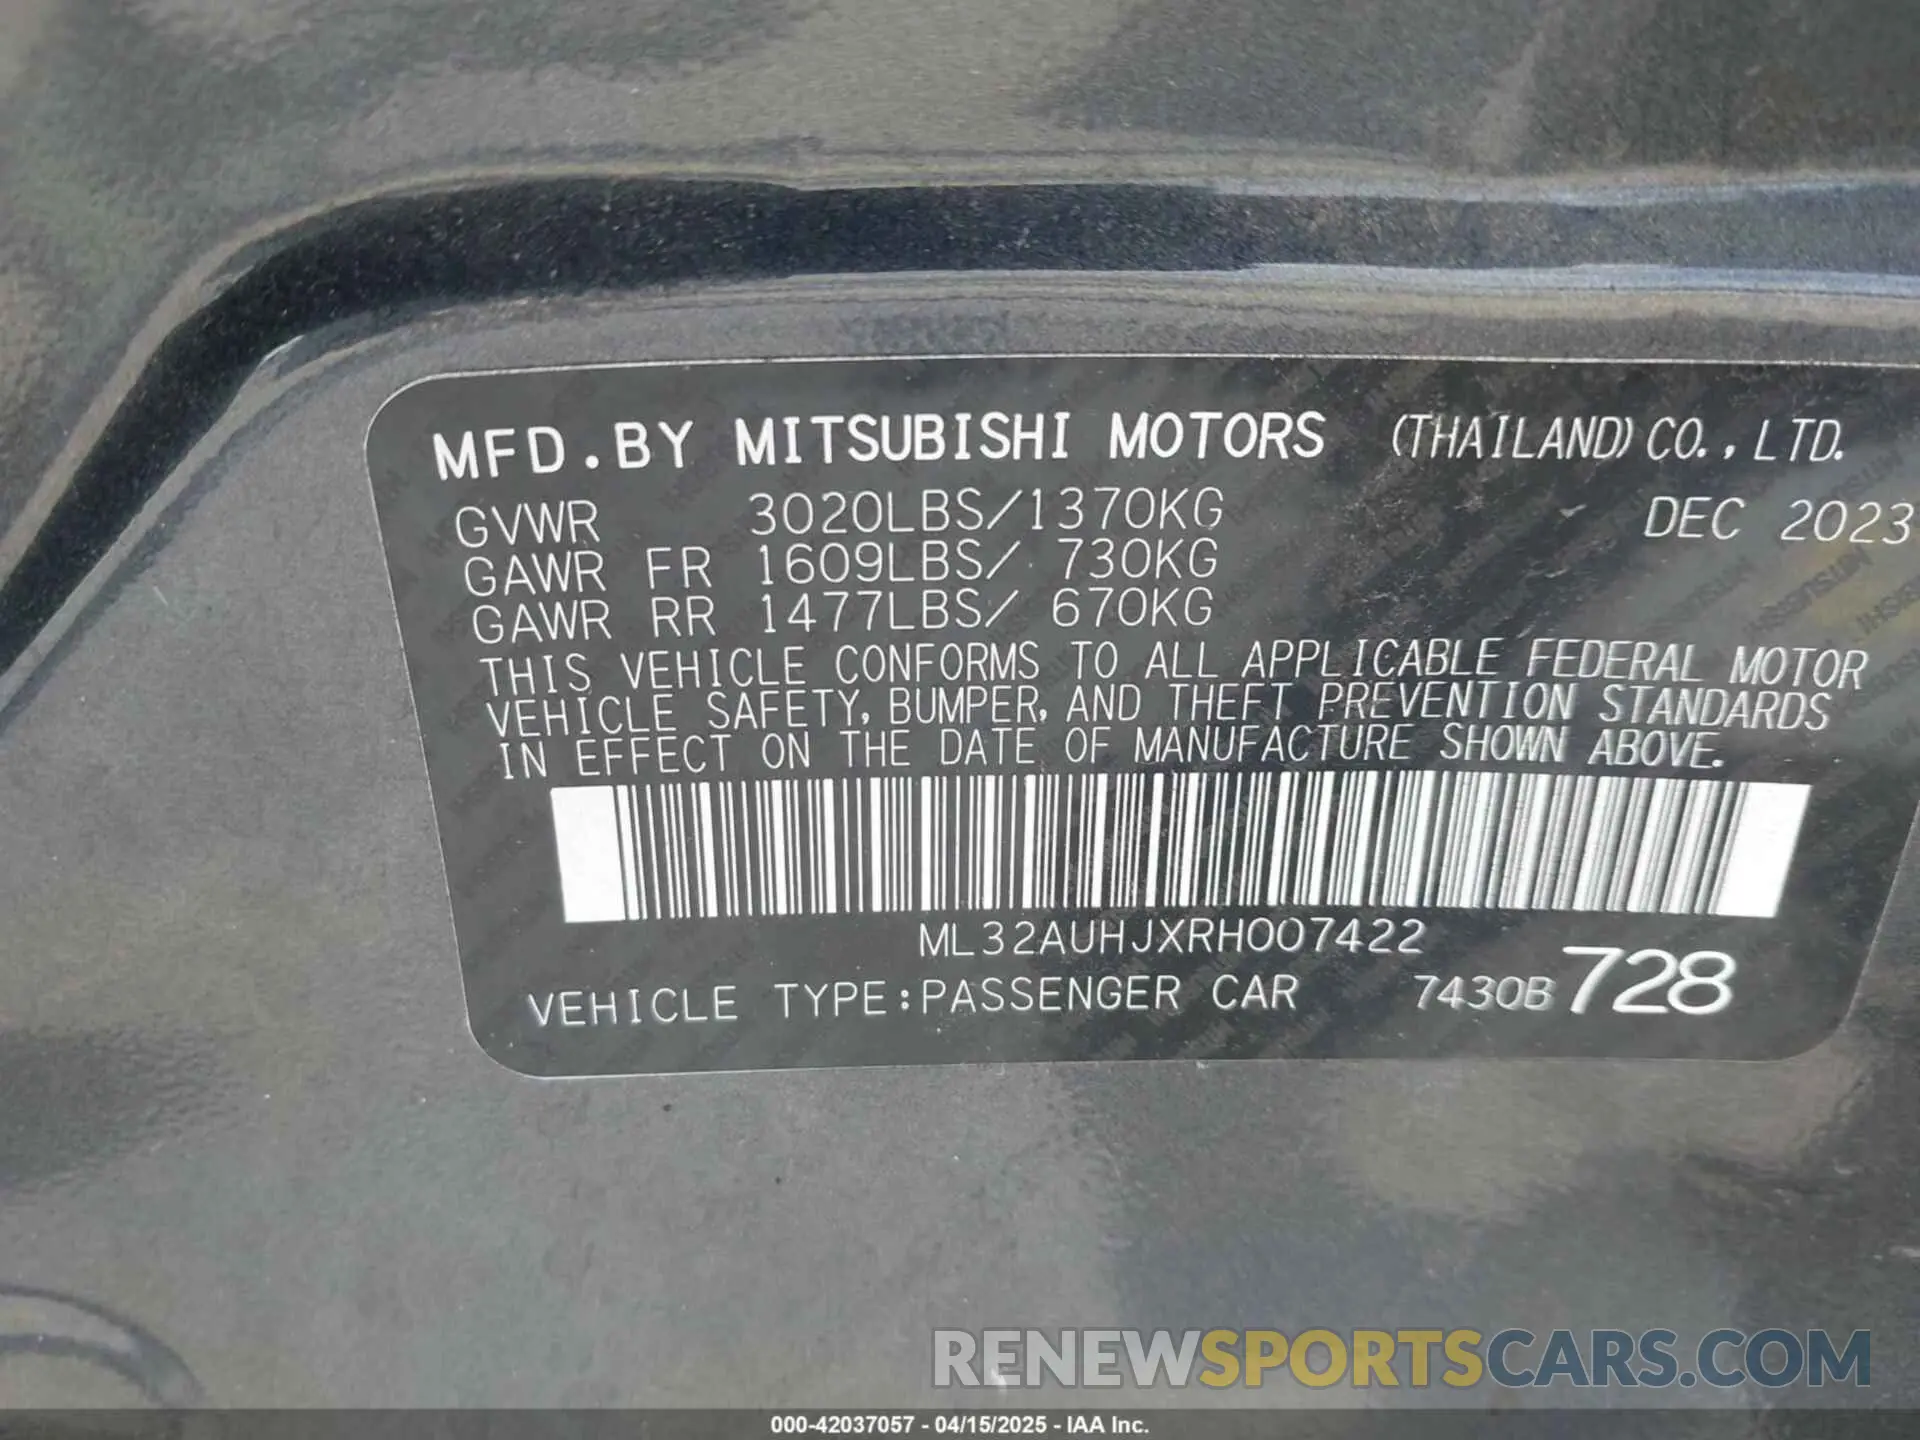 MFD.BY MITSUBISHI MOTORS (THAILAND) CO., LTD.
GVWR 3020LBS/1370KG DEC 2023
GAWR FR 1609LBS/ 730KG
GAWR RR 1477LBS/ 670KG
THIS VEHICLE CONFORMS TO ALL APPLICABLE FEDERAL MOTOR
VEHICLE SAFETY, BUMPER, AND THEFT PREVENTION STANDARDS
IN EFFECT ON THE DATE OF MANUFACTURE SHOWN ABOVE.
ML32AUHJXRH007422
VEHICLE TYPE:PASSENGER CAR 7430B 728
RENEWSPORTSCARS.COM
000-42037057 - 04/15/2025 - IAA Inc.